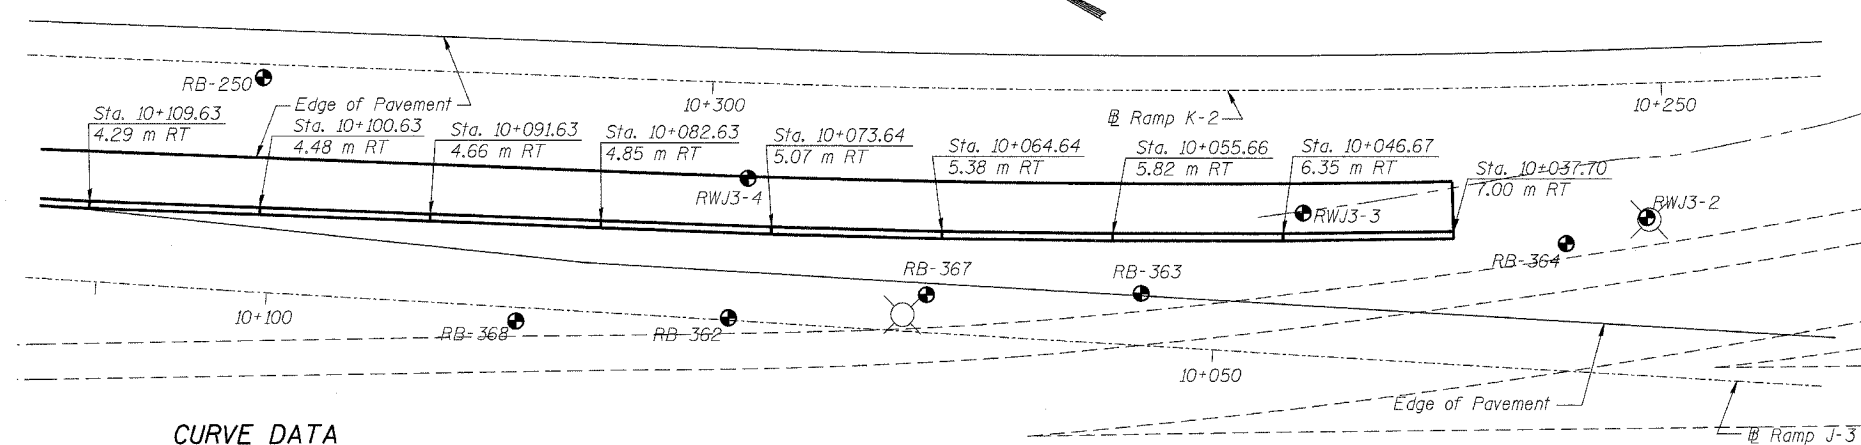 RB-250
Edge of Pavement
10+300
℄ Ramp K-2
10+250
Sta. 10+109.63
4.29 m RT
Sta. 10+100.63
4.48 m RT
Sta. 10+091.63
4.66 m RT
Sta. 10+082.63
4.85 m RT
Sta. 10+073.64
5.07 m RT
Sta. 10+064.64
5.38 m RT
Sta. 10+055.66
5.82 m RT
Sta. 10+046.67
6.35 m RT
Sta. 10+037.70
7.00 m RT
RWJ3-4
RWJ3-3
RWJ3-2
RB-364
RB-367
RB-363
10+100
RB-368
RB-362
10+050
Edge of Pavement
℄ Ramp J-3
CURVE DATA